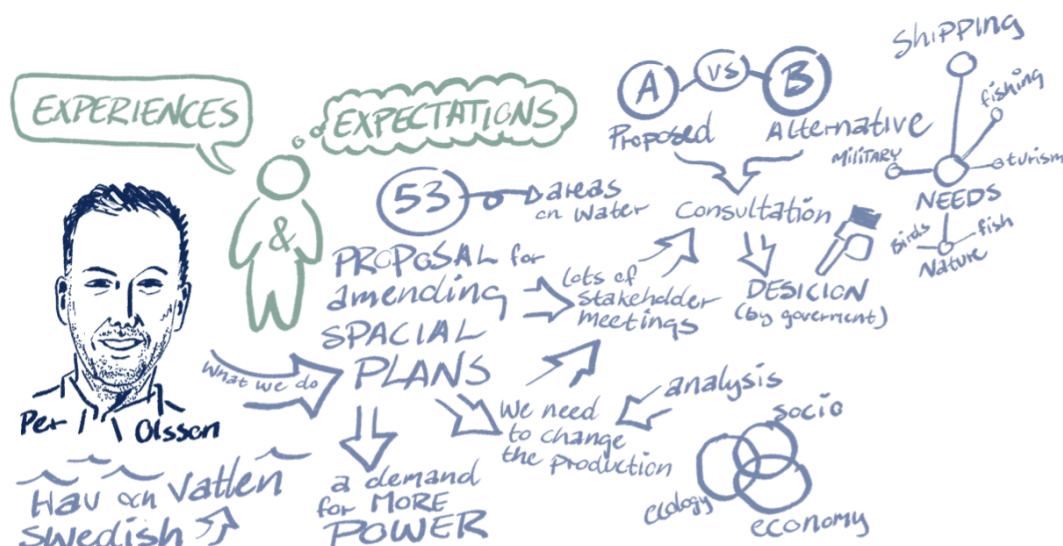 EXPERIENCES
&
EXPECTATIONS
Per Olsson
Hav och Vatten
Swedish
What we do
53
areas
on Water
PROPOSAL for
amending
SPACIAL
PLANS
a demand
for MORE
POWER
lots of
stakeholder
meetings
We need
to change
the production
analysis
socio
ecology
economy
A vs B
Proposed
Alternative
Consultation
DESICION
(by goverment)
Shipping
fishing
turism
MILITARY
NEEDS
Birds
fish
Nature